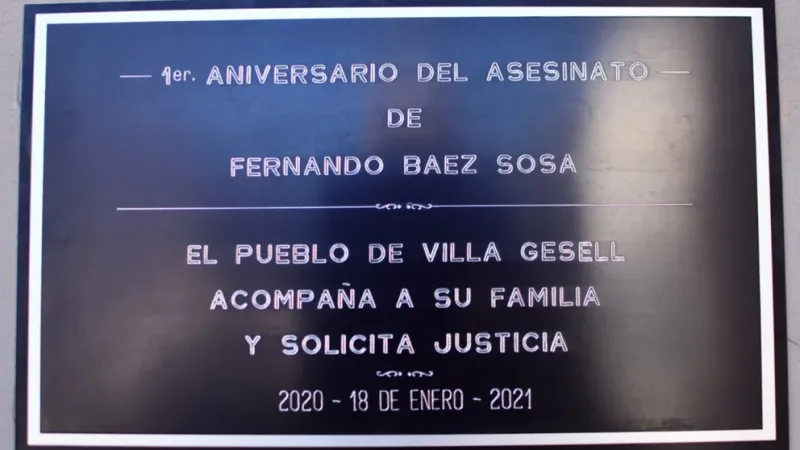 1er. ANIVERSARIO DEL ASESINATO
DE
FERNANDO BAEZ SOSA
EL PUEBLO DE VILLA GESELL
ACOMPAÑA A SU FAMILIA
Y SOLICITA JUSTICIA
2020 - 18 DE ENERO - 2021